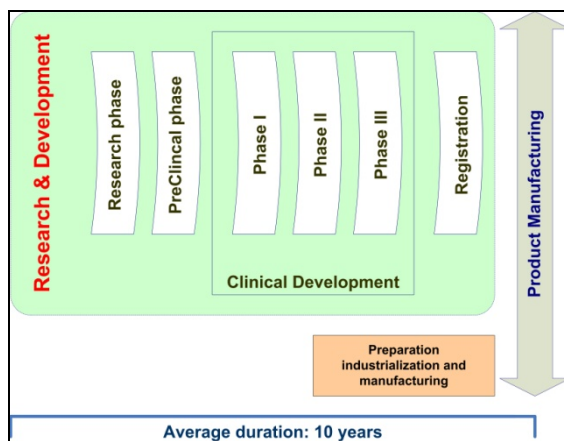 Research & Development
Research phase
PreClincal phase
Phase I
Phase II
Phase III
Registration
Clinical Development
Product Manufacturing
Preparation
industrialization and
manufacturing
Average duration: 10 years